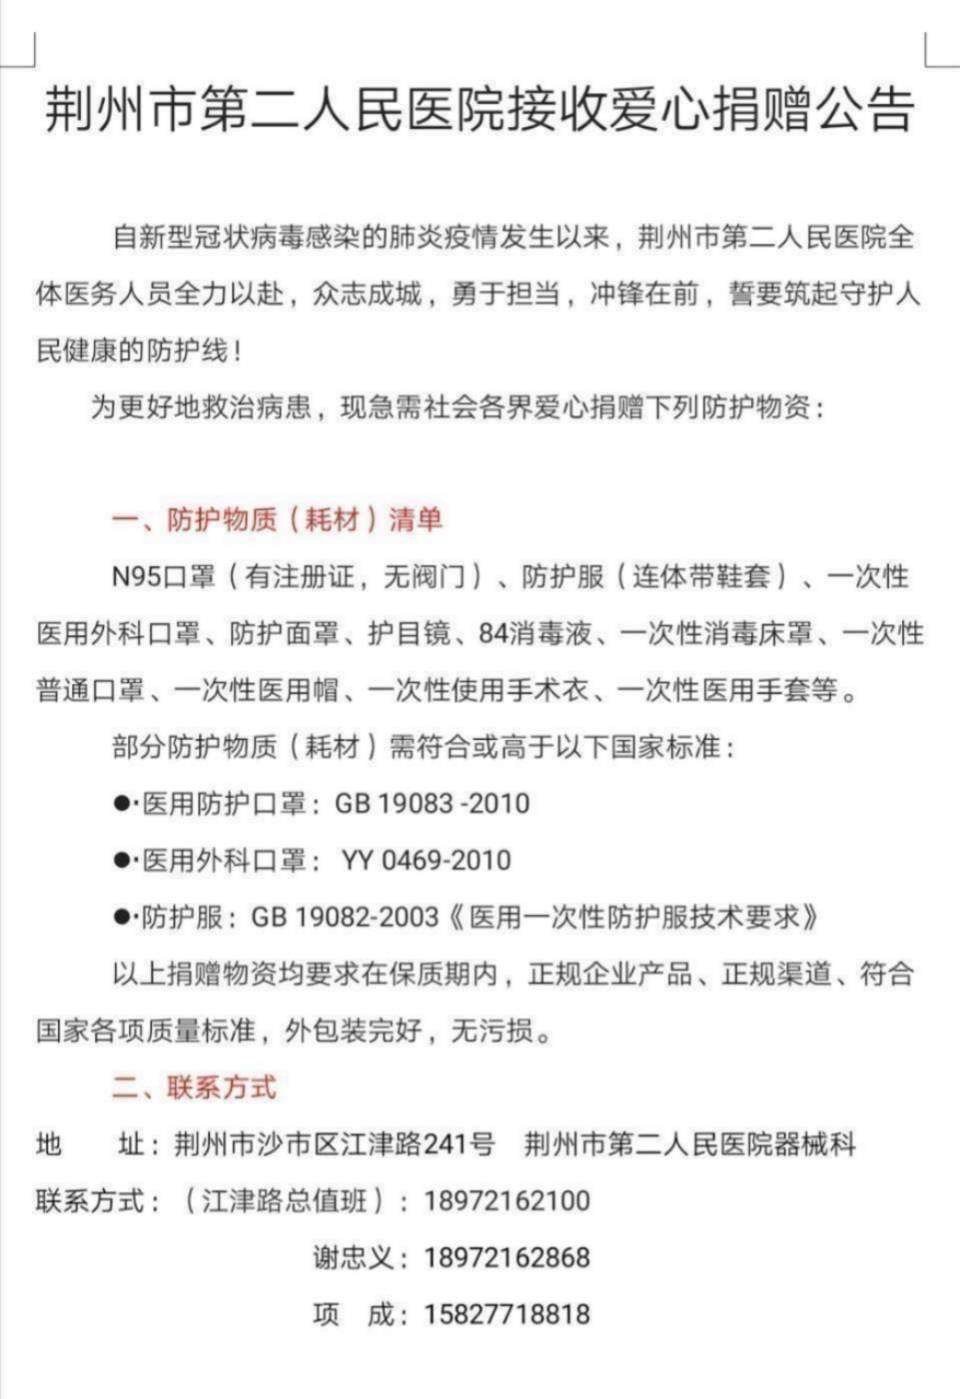 荆州市第二人民医院接收爱心捐赠公告
自新型冠状病毒感染的肺炎疫情发生以来，荆州市第二人民医院全
体医务人员全力以赴，众志成城，勇于担当，冲锋在前，誓要筑起守护人
民健康的防护线！
为更好地救治病患，现急需社会各界爱心捐赠下列防护物资：
一、防护物质（耗材）清单
N95口罩（有注册证，无阀门）、防护服（连体带鞋套）、一次性
医用外科口罩、防护面罩、护目镜、84消毒液、一次性消毒床罩、一次性
普通口罩、一次性医用帽、一次性使用手术衣、一次性医用手套等。
部分防护物质（耗材）需符合或高于以下国家标准：
●·医用防护口罩：GB 19083 -2010
●·医用外科口罩： YY 0469-2010
●·防护服：GB 19082-2003《医用一次性防护服技术要求》
以上捐赠物资均要求在保质期内，正规企业产品、正规渠道、符合
国家各项质量标准，外包装完好，无污损。
二、联系方式
地　　址：荆州市沙市区江津路241号　荆州市第二人民医院器械科
联系方式：（江津路总值班）：18972162100
谢忠义：18972162868
项　成：15827718818